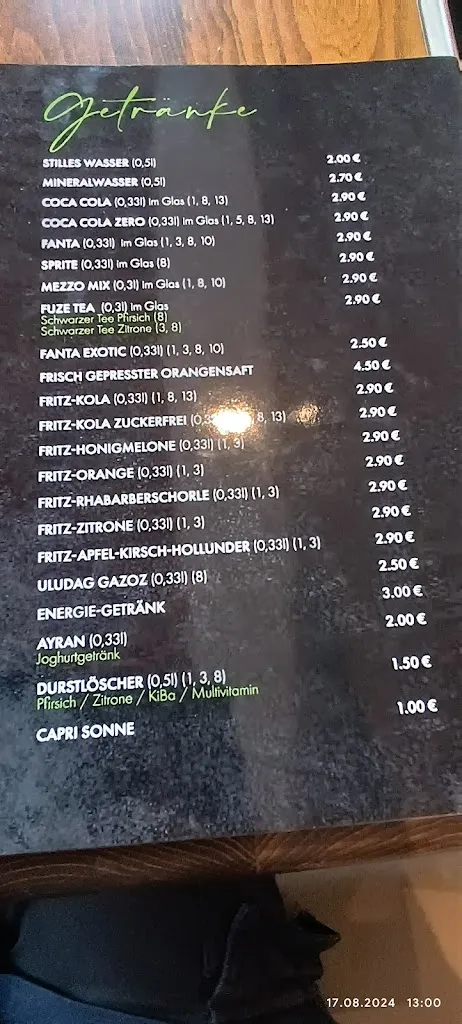 Getränke
STILLES WASSER (0,5l) 2.00 €
MINERALWASSER (0,5l) 2.70 €
COCA COLA (0,33l) im Glas (1, 8, 13) 2.90 €
COCA COLA ZERO (0,33l) im Glas (1, 5, 8, 13) 2.90 €
FANTA (0,33l) im Glas (1, 3, 8, 10) 2.90 €
SPRITE (0,33l) im Glas (8) 2.90 €
MEZZO MIX (0,3l) im Glas (1, 8, 10) 2.90 €
FUZE TEA (0,3l) im Glas 2.90 €
Schwarzer Tee Pfirsich (8)
Schwarzer Tee Zitrone (3, 8)
FANTA EXOTIC (0,33l) (1, 3, 8, 10) 2.50 €
FRISCH GEPRESSTER ORANGENSAFT 4.50 €
FRITZ-KOLA (0,33l) (1, 8, 13) 2.90 €
FRITZ-KOLA ZUCKERFREI 8, 13) 2.90 €
FRITZ-HONIGMELONE (0,33l) (1, 3) 2.90 €
FRITZ-ORANGE (0,33l) (1, 3) 2.90 €
FRITZ-RHABARBERSCHORLE (0,33l) (1, 3) 2.90 €
FRITZ-ZITRONE (0,33l) (1, 3) 2.90 €
FRITZ-APFEL-KIRSCH-HOLLUNDER (0,33l) (1, 3) 2.90 €
ULUDAG GAZOZ (0,33l) (8) 2.50 €
ENERGIE-GETRÄNK 3.00 €
AYRAN (0,33l) 2.00 €
Joghurtgetränk
DURSTLÖSCHER (0,5l) (1, 3, 8) 1.50 €
Pfirsich / Zitrone / KiBa / Multivitamin
CAPRI SONNE 1.00 €
17.08.2024 13:00